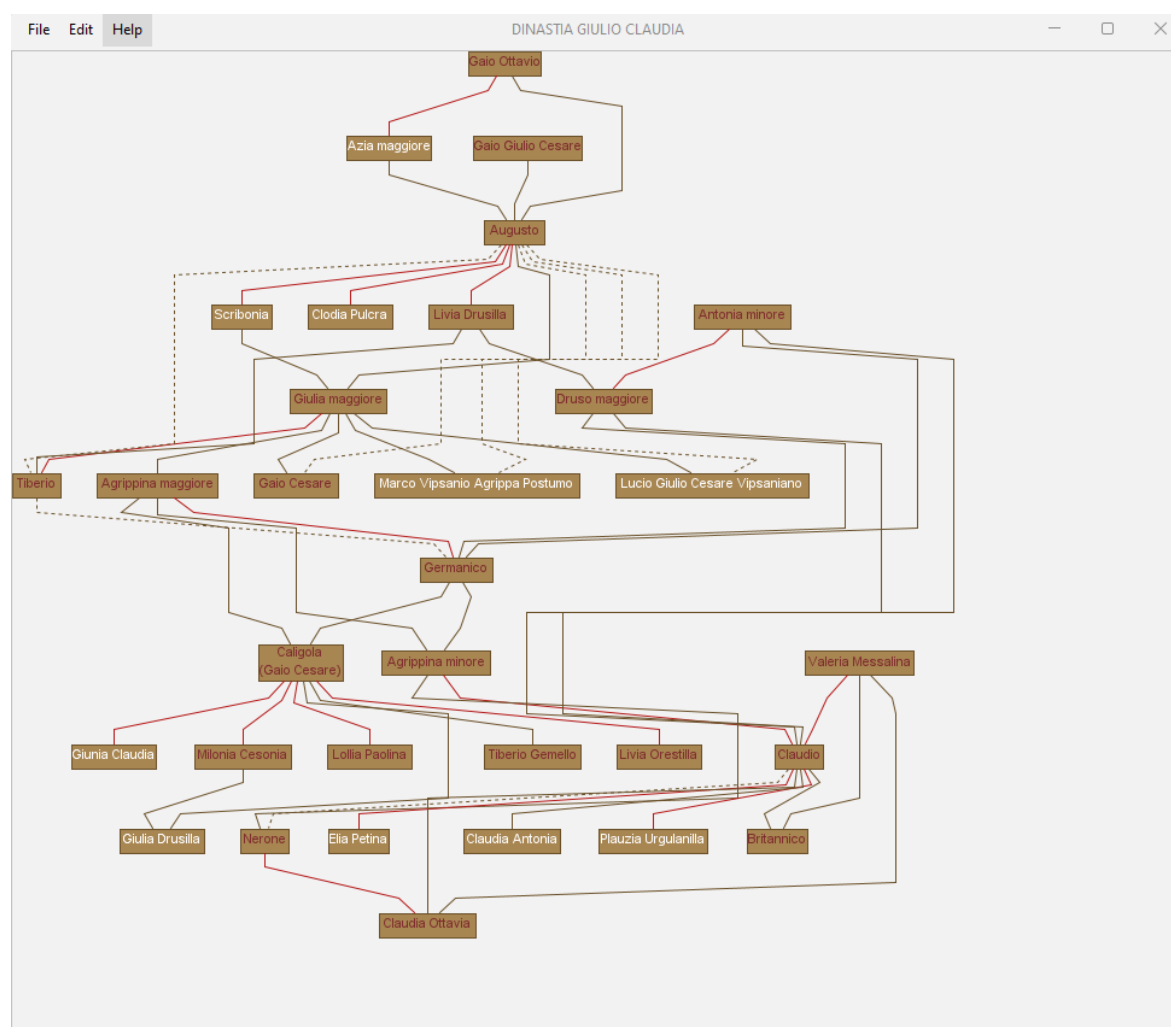 File Edit Help
DINASTIA GIULIO CLAUDIA
Gaio Ottavio
Azia maggiore
Gaio Giulio Cesare
Augusto
Scribonia
Clodia Pulcra
Livia Drusilla
Antonia minore
Giulia maggiore
Druso maggiore
Tiberio
Agrippina maggiore
Gaio Cesare
Marco Vipsanio Agrippa Postumo
Lucio Giulio Cesare Vipsaniano
Germanico
Caligola
(Gaio Cesare)
Agrippina minore
Valeria Messalina
Giunia Claudia
Milonia Cesonia
Lollia Paolina
Tiberio Gemello
Livia Orestilla
Claudio
Giulia Drusilla
Nerone
Elia Petina
Claudia Antonia
Plauzia Urgulanilla
Britannico
Claudia Ottavia